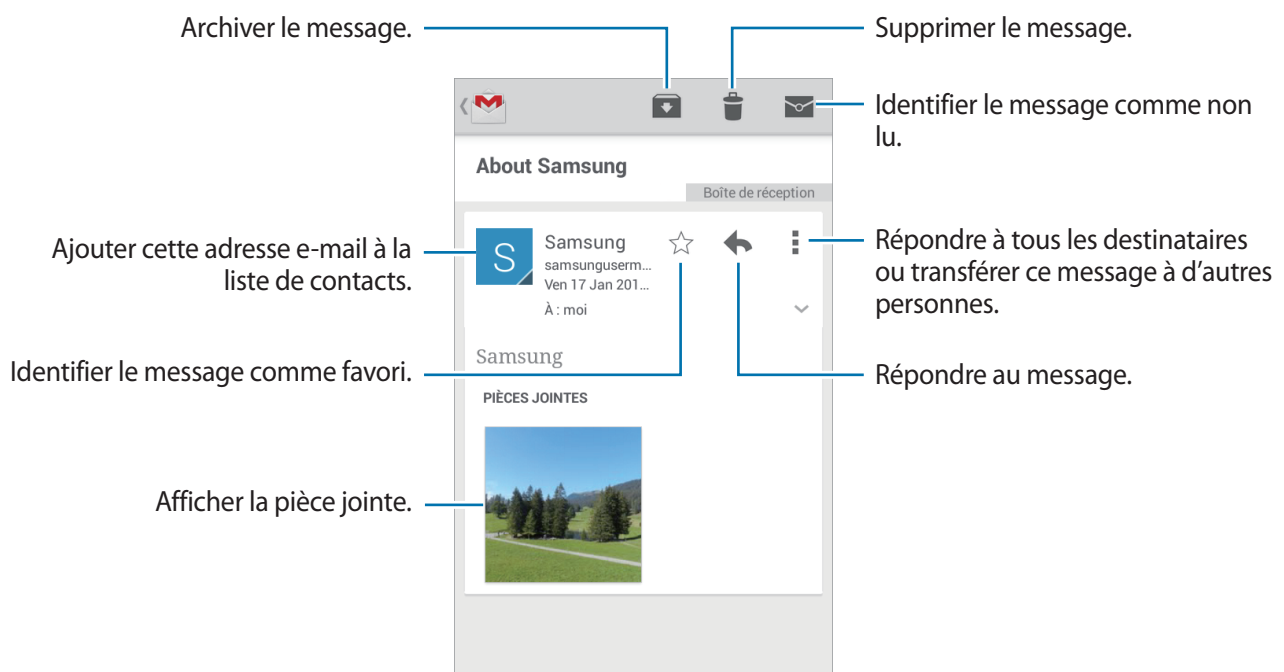 Archiver le message.
Supprimer le message.
Identifier le message comme non
lu.
About Samsung
Boîte de réception
Ajouter cette adresse e-mail à la
liste de contacts.
S
Samsung
samsunguserm...
Ven 17 Jan 201...
À : moi
Répondre à tous les destinataires
ou transférer ce message à d'autres
personnes.
Samsung
Identifier le message comme favori.
Répondre au message.
PIÈCES JOINTES
Afficher la pièce jointe.